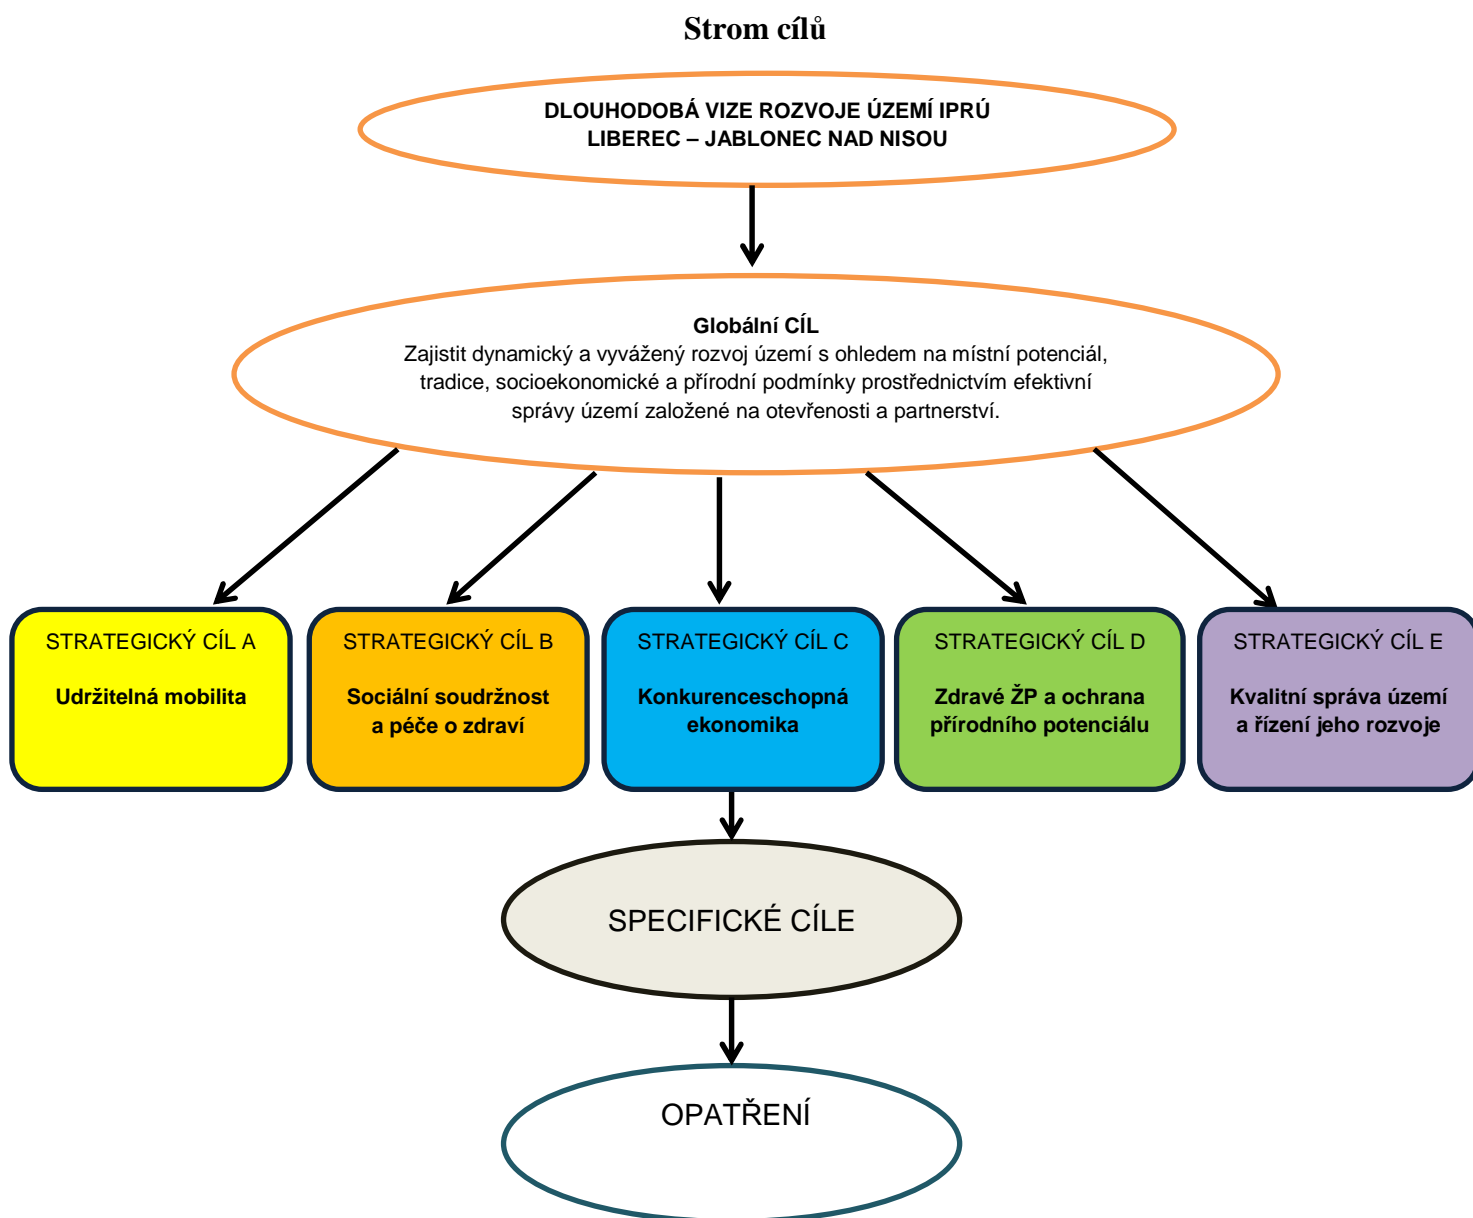 Strom cílů
DLOUHODOBÁ VIZE ROZVOJE ÚZEMÍ IPRÚ
LIBEREC – JABLONEC NAD NISOU
Globální CÍL
Zajistit dynamický a vyvážený rozvoj území s ohledem na místní potenciál,
tradice, socioekonomické a přírodní podmínky prostřednictvím efektivní
správy území založené na otevřenosti a partnerství.
STRATEGICKÝ CÍL A
Udržitelná mobilita
STRATEGICKÝ CÍL B
Sociální soudržnost
a péče o zdraví
STRATEGICKÝ CÍL C
Konkurenceschopná
ekonomika
STRATEGICKÝ CÍL D
Zdravé ŽP a ochrana
přírodního potenciálu
STRATEGICKÝ CÍL E
Kvalitní správa území
a řízení jeho rozvoje
SPECIFICKÉ CÍLE
OPATŘENÍ